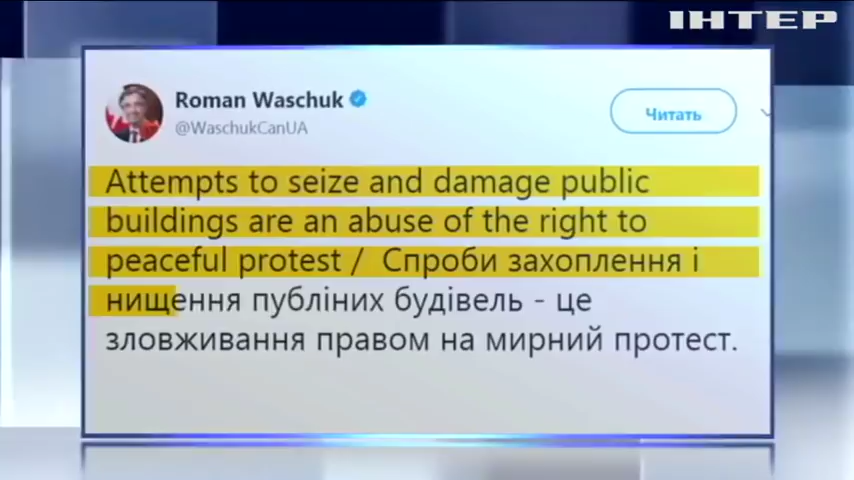 ІНТЕР
Roman Waschuk
@WaschukCanUA
Читать
Attempts to seize and damage public
buildings are an abuse of the right to
peaceful protest / Спроби захоплення і
нищення публіних будівель - це
зловживання правом на мирний протест.